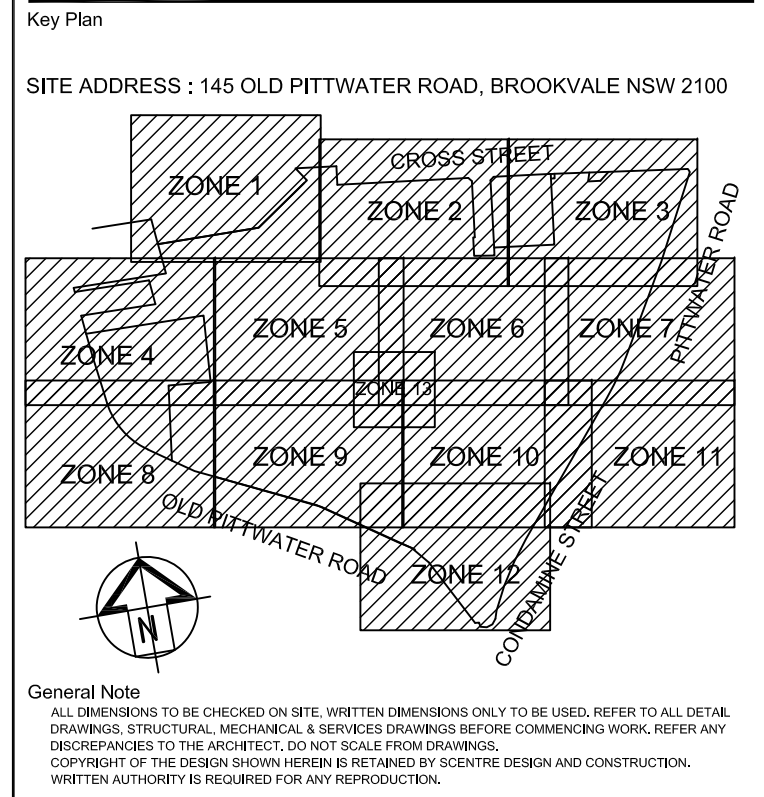 Key Plan
SITE ADDRESS : 145 OLD PITTWATER ROAD, BROOKVALE NSW 2100
CROSS STREET
ZONE 1
ZONE 2
ZONE 3
PITTWATER ROAD
ZONE 4
ZONE 5
ZONE 6
ZONE 7
ZONE 13
ZONE 8
ZONE 9
ZONE 10
ZONE 11
OLD PITTWATER ROAD
ZONE 12
CONDAMINE STREET
N
General Note
ALL DIMENSIONS TO BE CHECKED ON SITE, WRITTEN DIMENSIONS ONLY TO BE USED. REFER TO ALL DETAIL
DRAWINGS, STRUCTURAL, MECHANICAL & SERVICES DRAWINGS BEFORE COMMENCING WORK. REFER ANY
DISCREPANCIES TO THE ARCHITECT. DO NOT SCALE FROM DRAWINGS.
COPYRIGHT OF THE DESIGN SHOWN HEREIN IS RETAINED BY SCENTRE DESIGN AND CONSTRUCTION.
WRITTEN AUTHORITY IS REQUIRED FOR ANY REPRODUCTION.